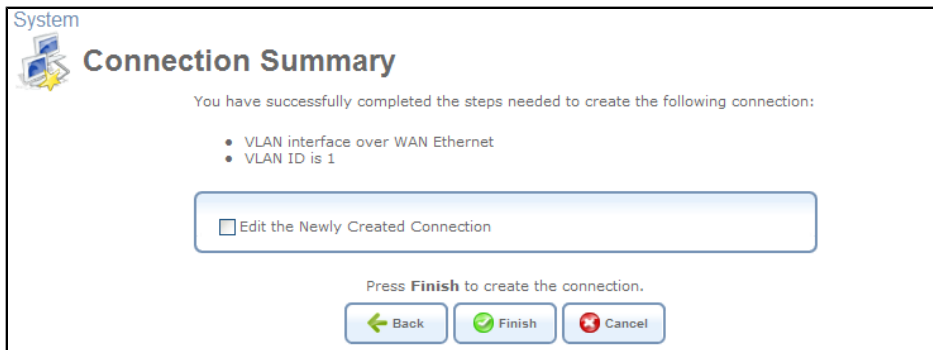 System
Connection Summary
You have successfully completed the steps needed to create the following connection:
• VLAN interface over WAN Ethernet
• VLAN ID is 1
Edit the Newly Created Connection
Press Finish to create the connection.
Back Finish Cancel